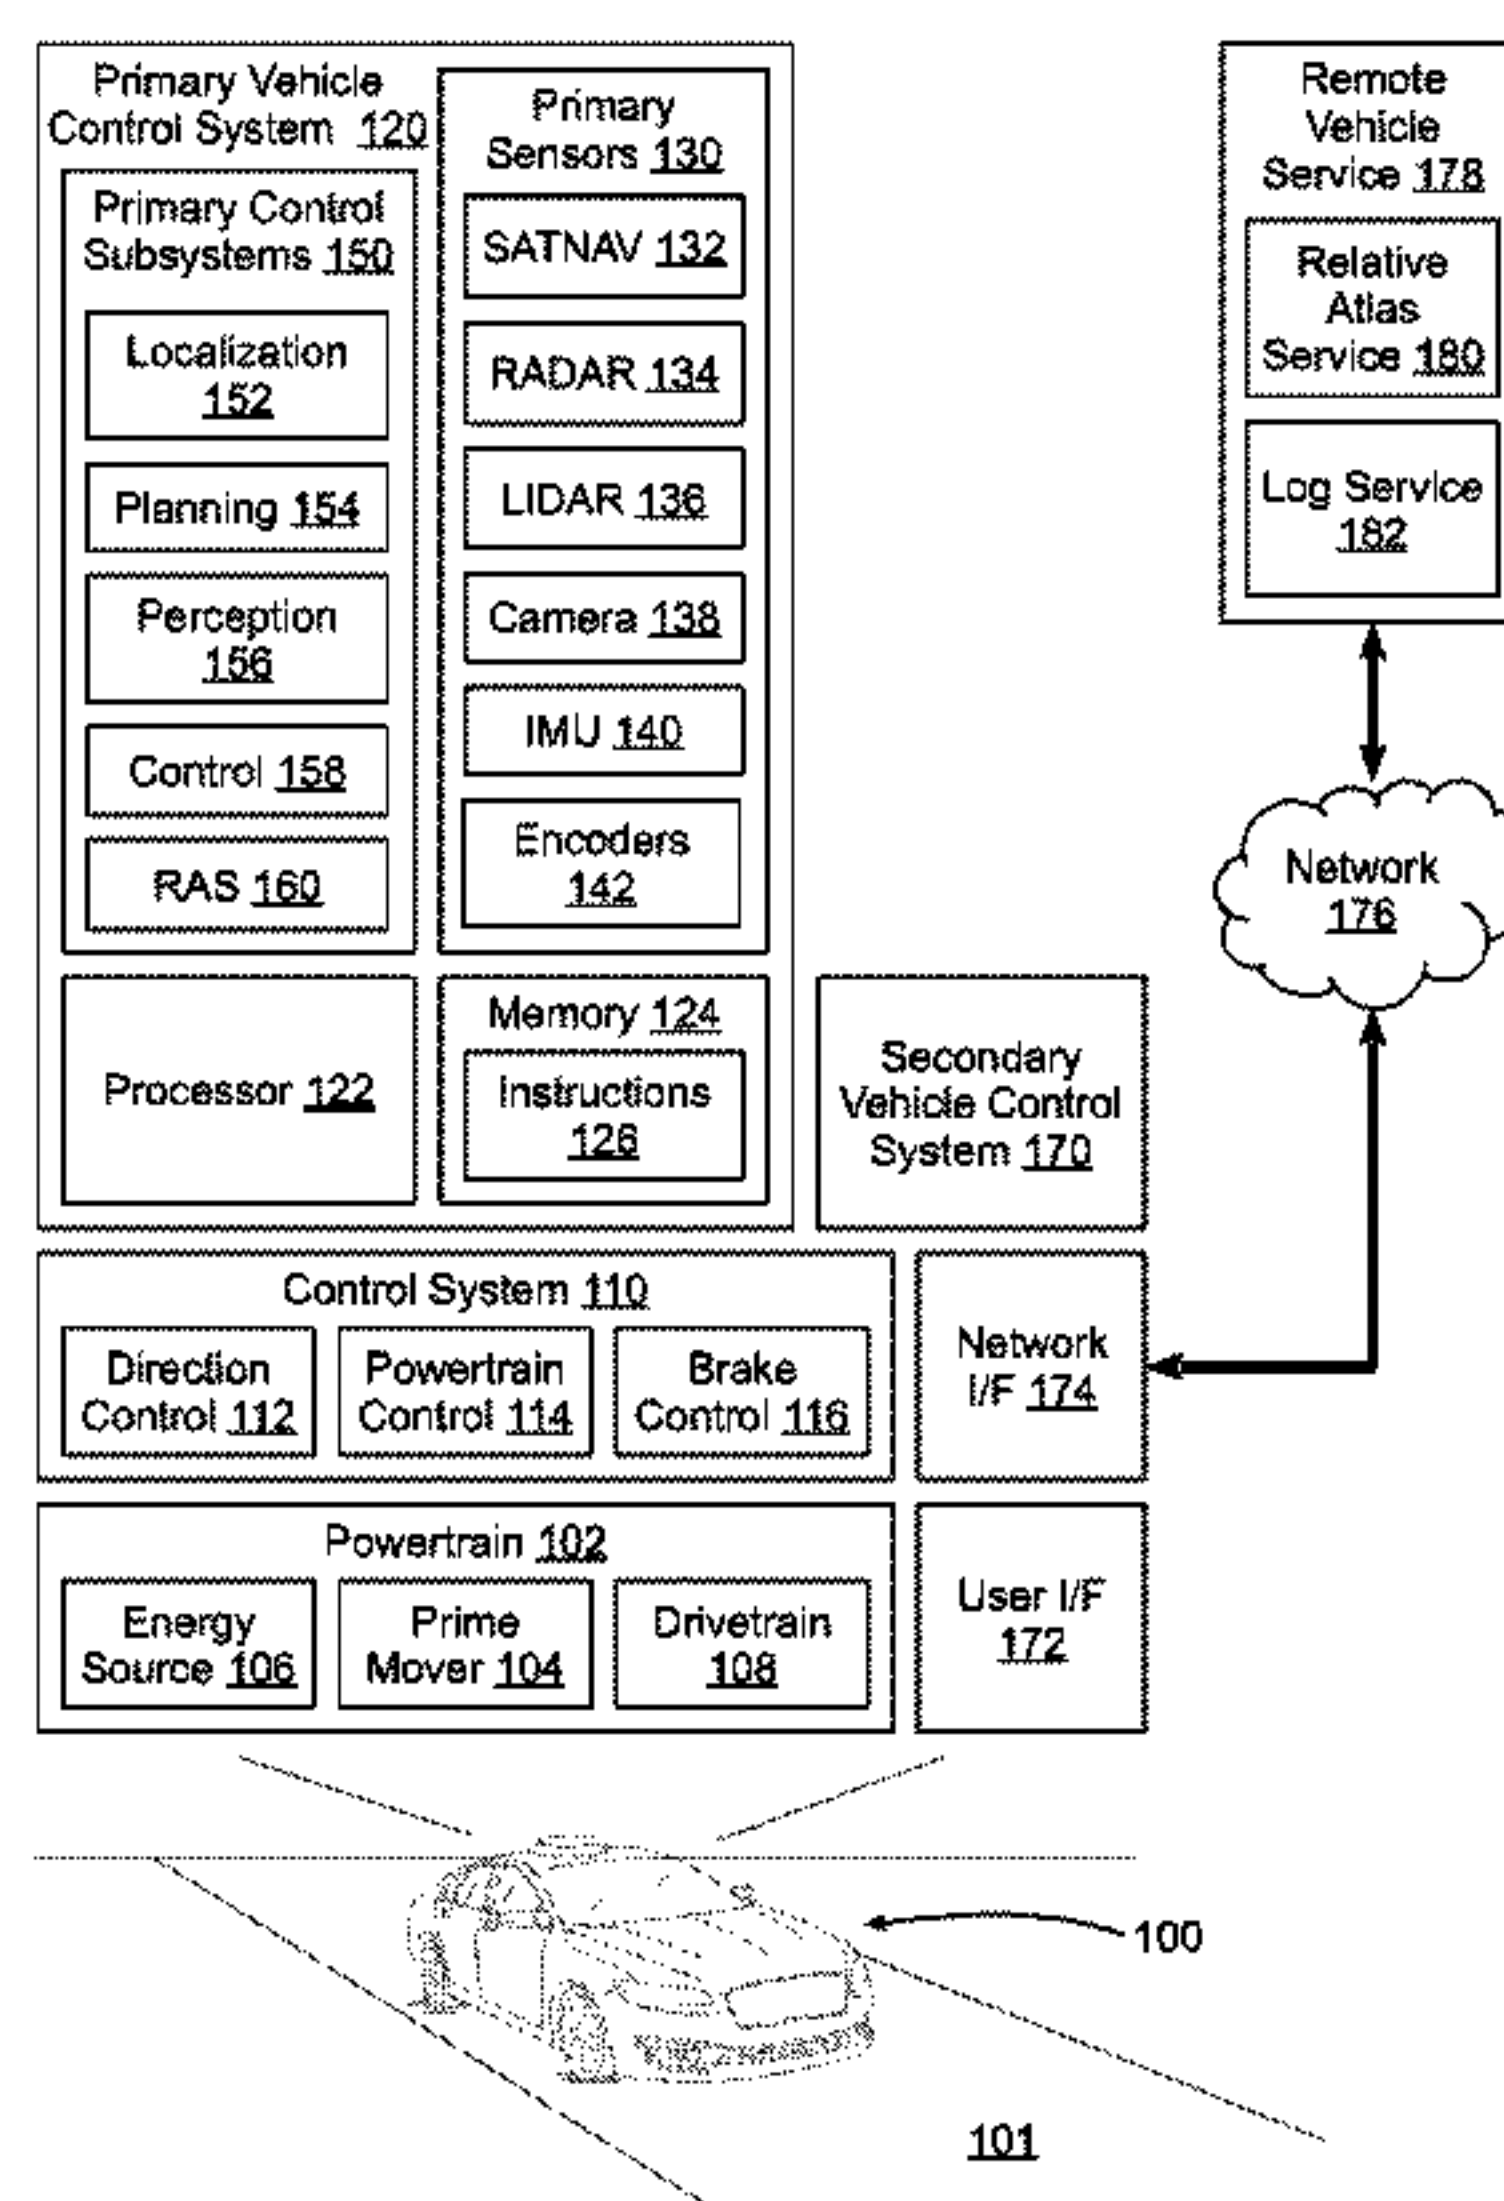 Primary Vehicle
Control System 120
Primary Control
Subsystems 150
Localization
152
Planning 154
Perception
156
Control 158
RAS 160
Primary
Sensors 130
SATNAV 132
RADAR 134
LIDAR 136
Camera 138
IMU 140
Encoders
142
Processor 122
Memory 124
Instructions
126
Secondary
Vehicle Control
System 170
Remote
Vehicle
Service 178
Relative
Atlas
Service 180
Log Service
182
Network
176
Control System 110
Direction
Control 112
Powertrain
Control 114
Brake
Control 116
Network
I/F 174
Powertrain 102
Energy
Source 106
Prime
Mover 104
Drivetrain
108
User I/F
172
100
101